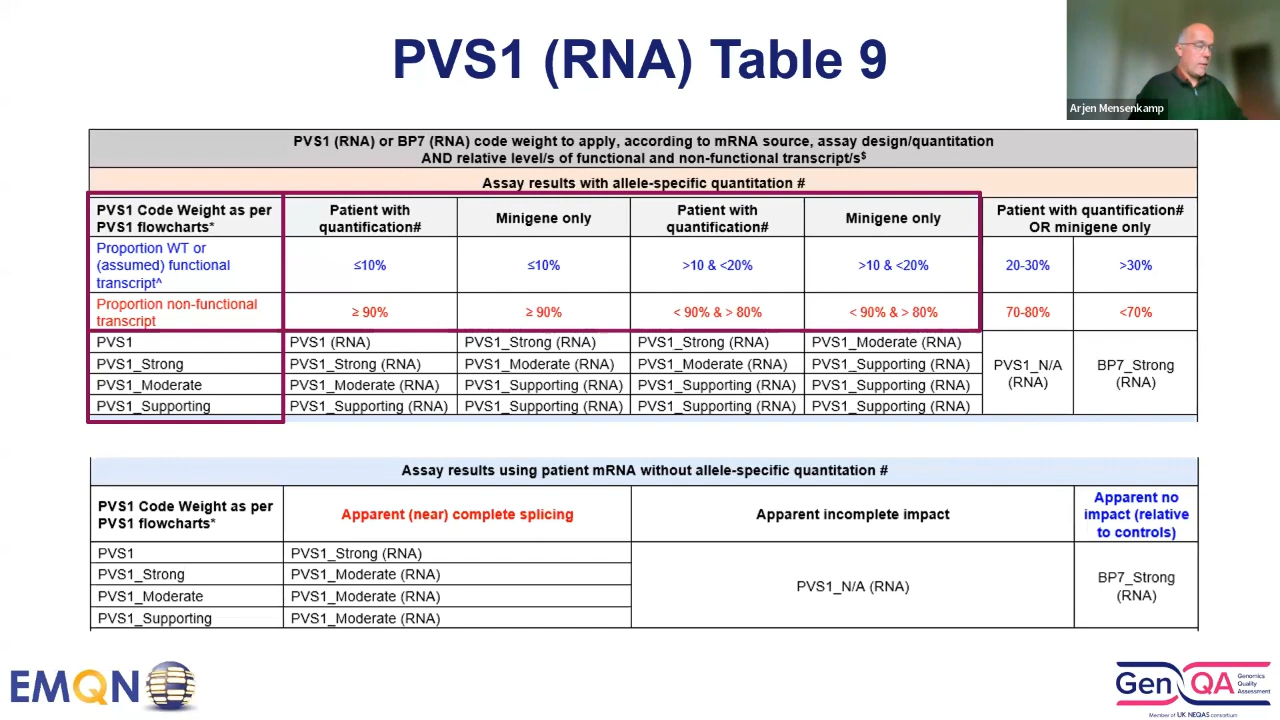 PVS1 (RNA) Table 9
Arjen Mensenkamp
PVS1 (RNA) or BP7 (RNA) code weight to apply, according to mRNA source, assay design/quantitation
AND relative level/s of functional and non-functional transcript/s$
Assay results with allele-specific quantitation #
PVS1 Code Weight as per
PVS1 flowcharts*
Patient with
quantification#
Minigene only
Patient with
quantification#
Minigene only
Patient with quantification#
OR minigene only
Proportion WT or
(assumed) functional
transcript^
≤10%
≤10%
>10 & <20%
>10 & <20%
20-30%
>30%
Proportion non-functional
transcript
≥ 90%
≥ 90%
< 90% & > 80%
< 90% & > 80%
70-80%
<70%
PVS1
PVS1 (RNA)
PVS1_Strong (RNA)
PVS1_Strong (RNA)
PVS1_Moderate (RNA)
PVS1_N/A
(RNA)
BP7_Strong
(RNA)
PVS1_Strong
PVS1_Strong (RNA)
PVS1_Moderate (RNA)
PVS1_Moderate (RNA)
PVS1_Supporting (RNA)
PVS1_Moderate
PVS1_Moderate (RNA)
PVS1_Supporting (RNA)
PVS1_Supporting (RNA)
PVS1_Supporting (RNA)
PVS1_Supporting
PVS1_Supporting (RNA)
PVS1_Supporting (RNA)
PVS1_Supporting (RNA)
PVS1_Supporting (RNA)
Assay results using patient mRNA without allele-specific quantitation #
PVS1 Code Weight as per
PVS1 flowcharts*
Apparent (near) complete splicing
Apparent incomplete impact
Apparent no
impact (relative
to controls)
PVS1
PVS1_Strong (RNA)
PVS1_N/A (RNA)
BP7_Strong
(RNA)
PVS1_Strong
PVS1_Moderate (RNA)
PVS1_Moderate
PVS1_Moderate (RNA)
PVS1_Supporting
PVS1_Moderate (RNA)
EMQN
GenQA
Genomics
Quality
Assessment
Member of UK NEQAS consortium